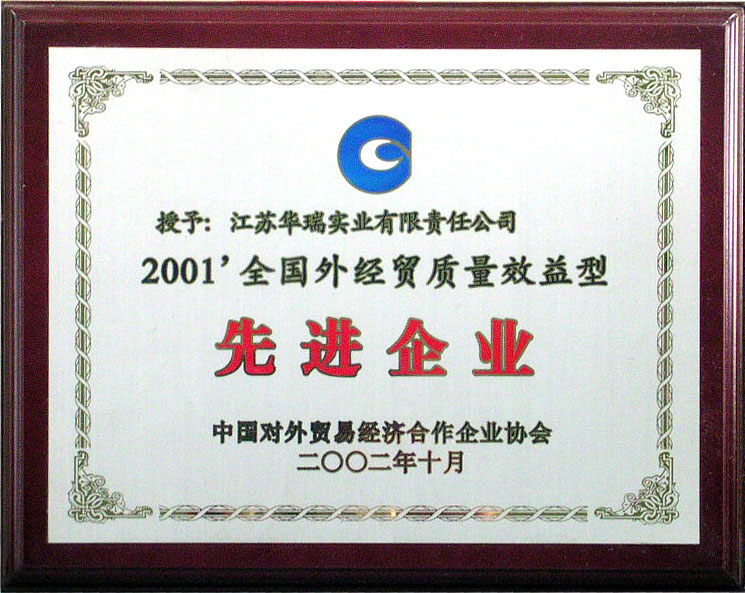 授予：江苏华瑞实业有限责任公司
2001’全国外经贸质量效益型
先进企业
中国对外贸易经济合作企业协会
二〇〇二年十月